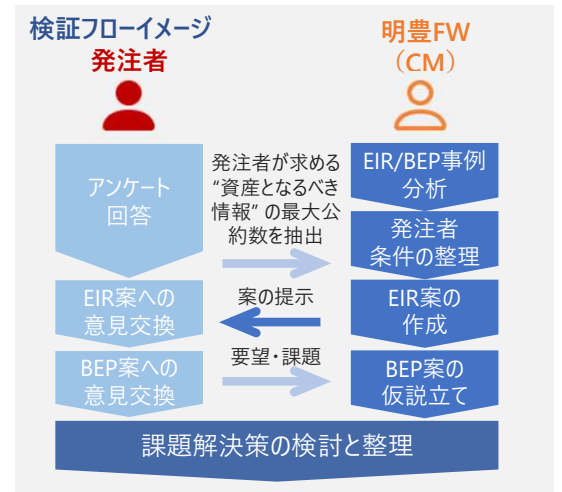 検証フローイメージ
発注者
明豊FW
（CM）
アンケート
回答
発注者が求める
“資産となるべき
情報” の最大公
約数を抽出
EIR/BEP事例
分析
発注者
条件の整理
EIR案への
意見交換
案の提示
EIR案の
作成
BEP案への
意見交換
要望・課題
BEP案の
仮説立て
課題解決策の検討と整理